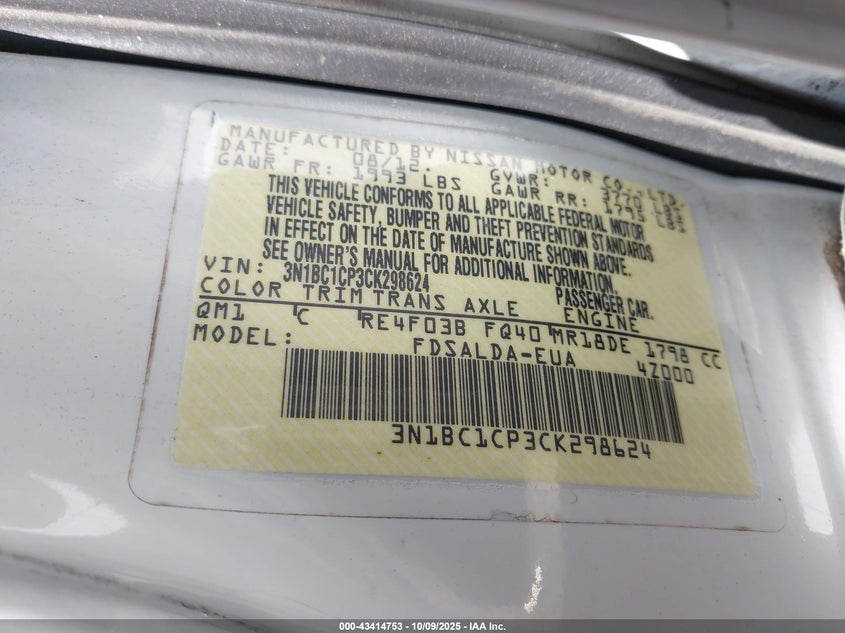 MANUFACTURED BY NISSAN MOTOR CO., LTD.
DATE: 08/12. GVWR: 3770
GAWR FR: 1993 LBS GAWR RR: 1795
THIS VEHICLE CONFORMS TO ALL APPLICABLE FEDERAL MOTOR
VEHICLE SAFETY, BUMPER AND THEFT PREVENTION STANDARDS
IN EFFECT ON THE DATE OF MANUFACTURE SHOWN ABOVE.
SEE OWNER'S MANUAL FOR ADDITIONAL INFORMATION.
VIN: 3N1BC1CP3CK298624 PASSENGER CAR.
COLOR TRIM TRANS AXLE ENGINE
QM1 C RE4F03B FQ40 MR18DE 1798 CC
MODEL: FDSALDA-EUA
4Z000
3N1BC1CP3CK298624
000-43414753 | 10/09/2025 - IAA Inc.